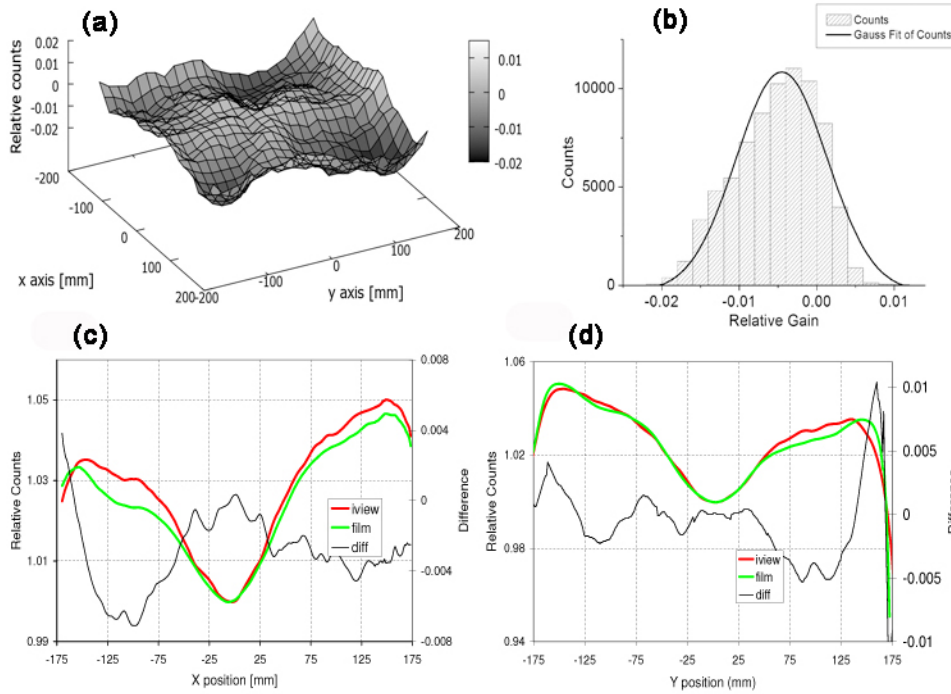 (a)
Relative counts
0.02
0.01
0
-0.01
-0.02
0.01
0
-0.01
-0.02
-200
-100
0
100
200
x axis [mm]
-200
-100
0
100
200
y axis [mm]
(b)
Counts
Gauss Fit of Counts
Counts
10000
5000
0
-0.02
-0.01
0.00
0.01
Relative Gain
(c)
Relative Counts
1.05
1.03
1.01
0.99
0.008
0.004
0
-0.004
-0.008
Difference
iview
film
diff
-175
-125
-75
-25
25
75
125
175
X position [mm]
(d)
Relative Counts
1.06
1.02
0.98
0.94
0.01
0.005
0
-0.005
-0.01
iview
film
diff
-175
-125
-75
-25
25
75
125
175
Y position (mm)